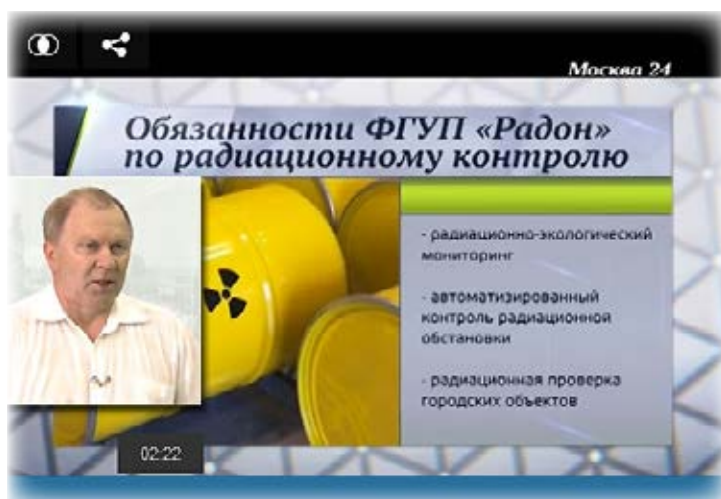 Москва 24
Обязанности ФГУП «Радон»
по радиационному контролю
- радиационно-экологический
мониторинг
- автоматизированный
контроль радиационной
обстановки
- радиационная проверка
городских объектов
02:22